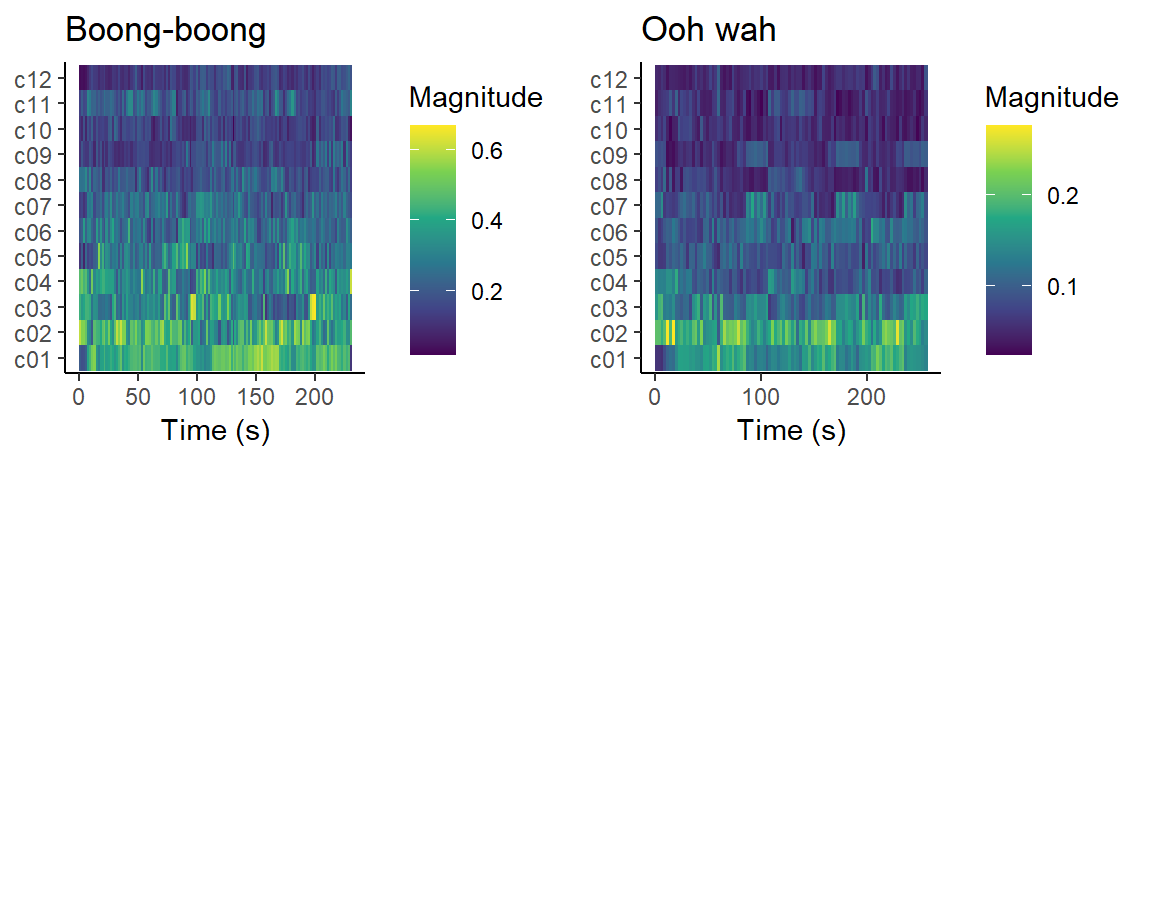 Boong-boong
c12
c11
c10
c09
c08
c07
c06
c05
c04
c03
c02
c01
0 50 100 150 200
Time (s)
Magnitude
0.6
0.4
0.2
Ooh wah
c12
c11
c10
c09
c08
c07
c06
c05
c04
c03
c02
c01
0 100 200
Time (s)
Magnitude
0.2
0.1